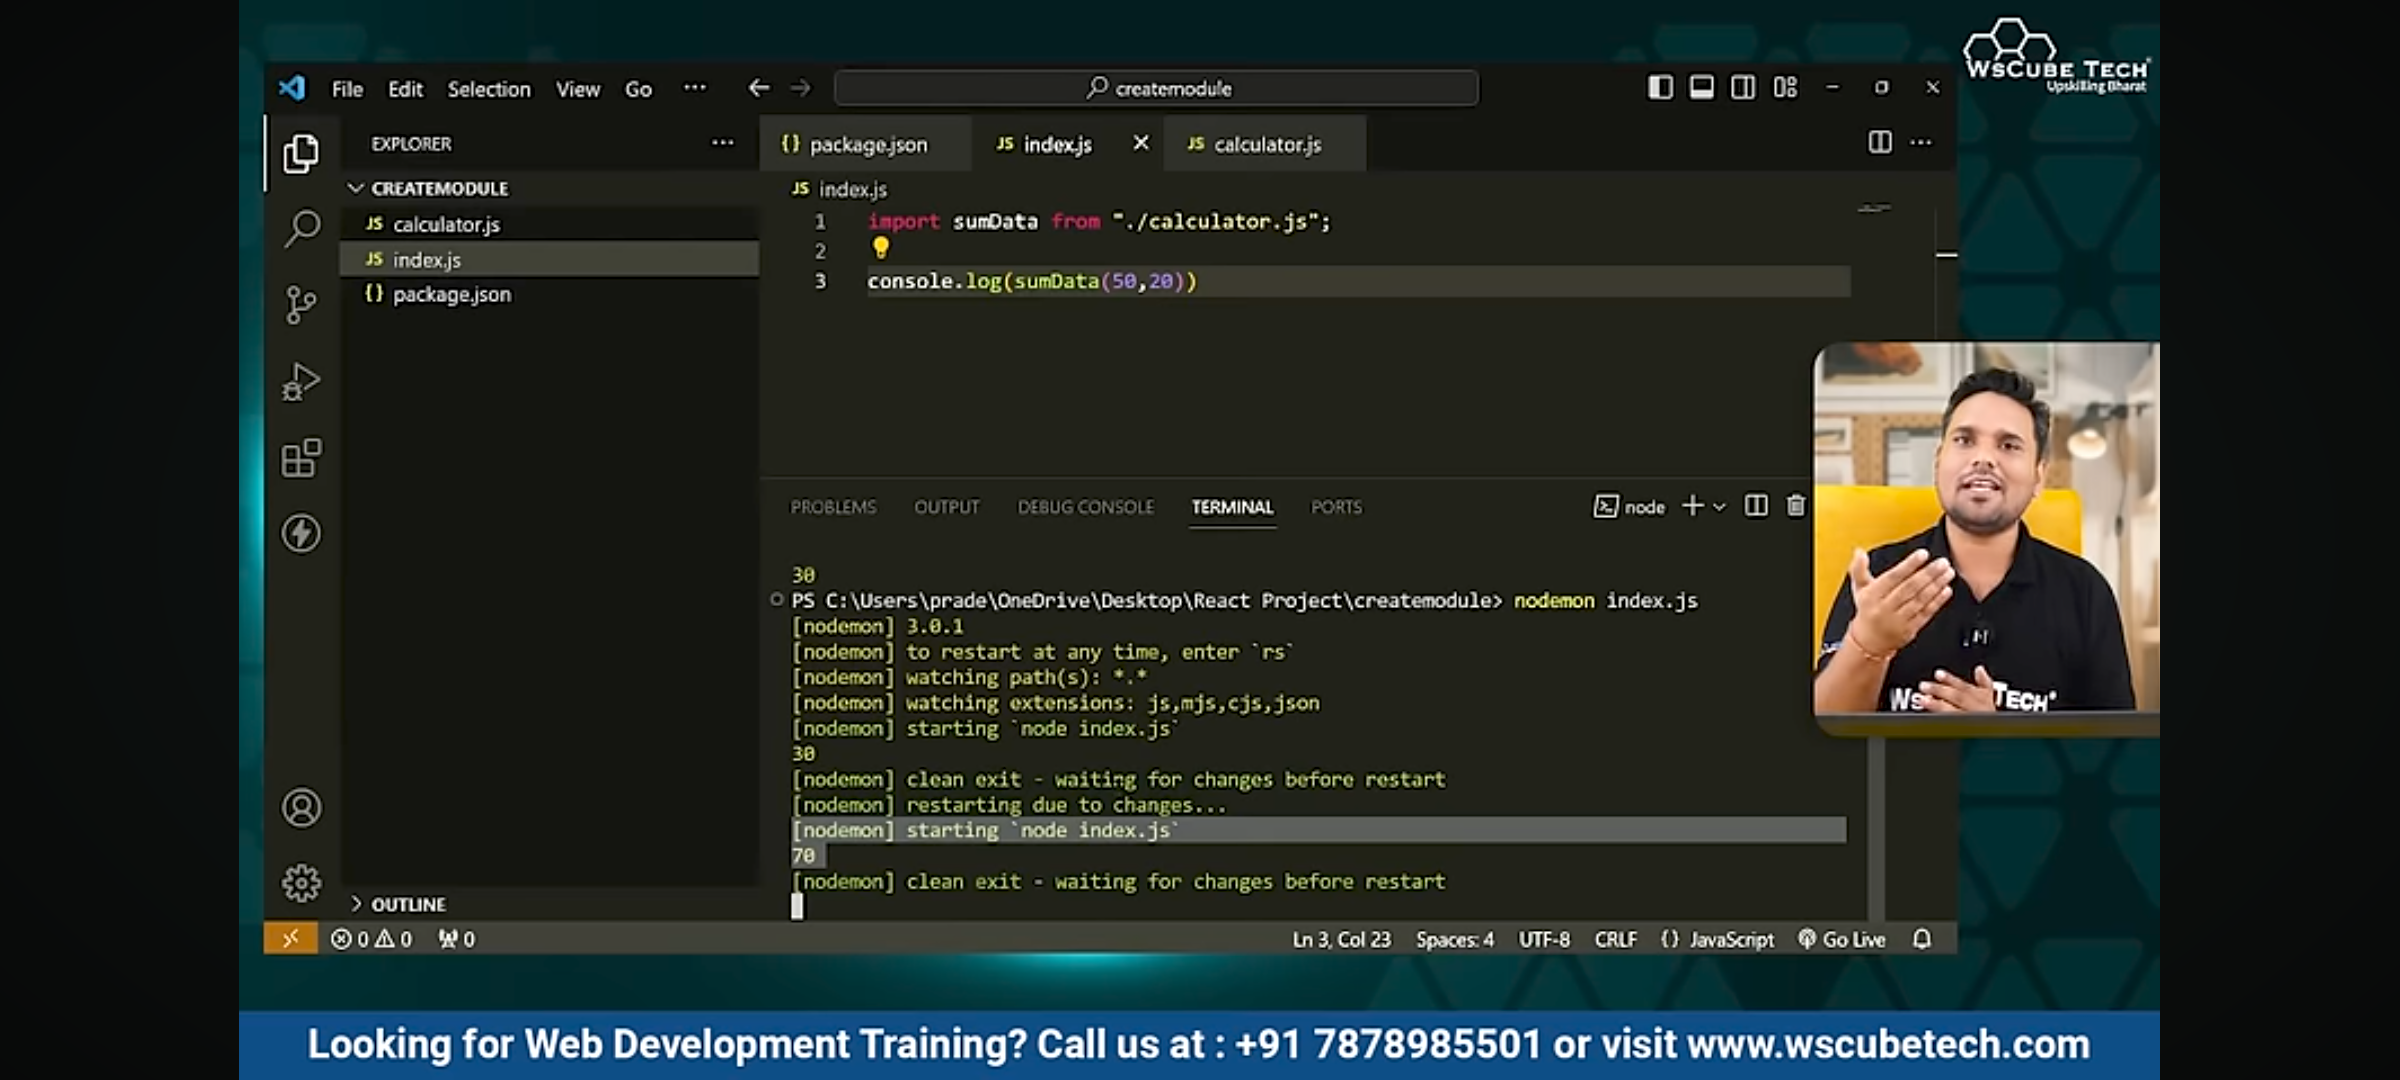 WsCUBE TECH
Upskilling Bharat
File Edit Selection View Go ··· createmodule
EXPLORER ···
{} package.json JS index.js JS calculator.js ···
CREATEMODULE
JS calculator.js
JS index.js
{} package.json
JS index.js
1 import sumData from "./calculator.js";
2
3 console.log(sumData(50,20))
PROBLEMS OUTPUT DEBUG CONSOLE TERMINAL PORTS node
30
PS C:\Users\prade\OneDrive\Desktop\React Project\createmodule> nodemon index.js
[nodemon] 3.0.1
[nodemon] to restart at any time, enter `rs`
[nodemon] watching path(s): *.*
[nodemon] watching extensions: js,mjs,cjs,json
[nodemon] starting `node index.js`
30
[nodemon] clean exit - waiting for changes before restart
[nodemon] restarting due to changes...
[nodemon] starting `node index.js`
70
[nodemon] clean exit - waiting for changes before restart
OUTLINE
0 0 0 Ln 3, Col 23 Spaces: 4 UTF-8 CRLF {} JavaScript Go Live
Looking for Web Development Training? Call us at : +91 7878985501 or visit www.wscubetech.com